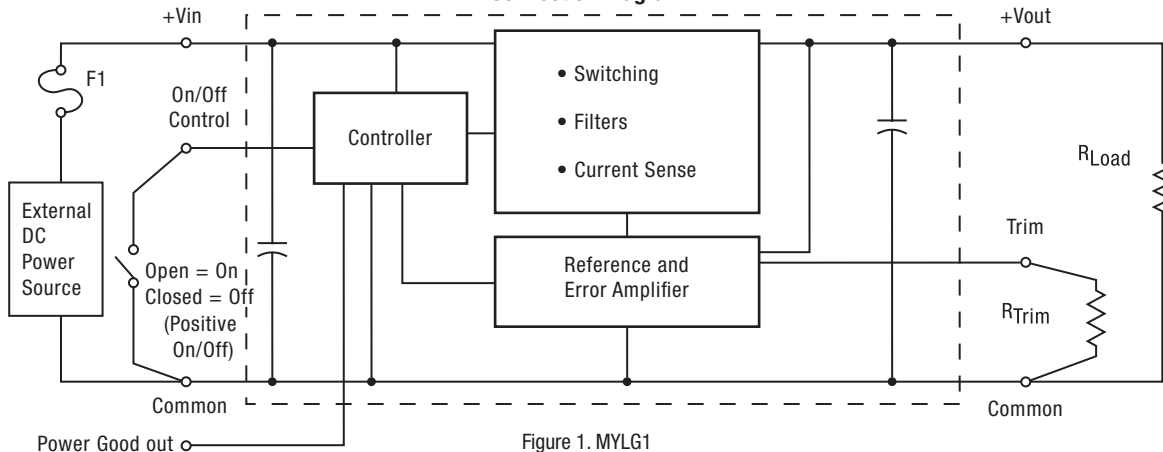 +Vin
+Vout
F1
On/Off
Control
Controller
• Switching
• Filters
• Current Sense
RLoad
External
DC
Power
Source
Open = On
Closed = Off
(Positive
On/Off)
Reference and
Error Amplifier
Trim
RTrim
Common
Common
Power Good out
Figure 1. MYLG1